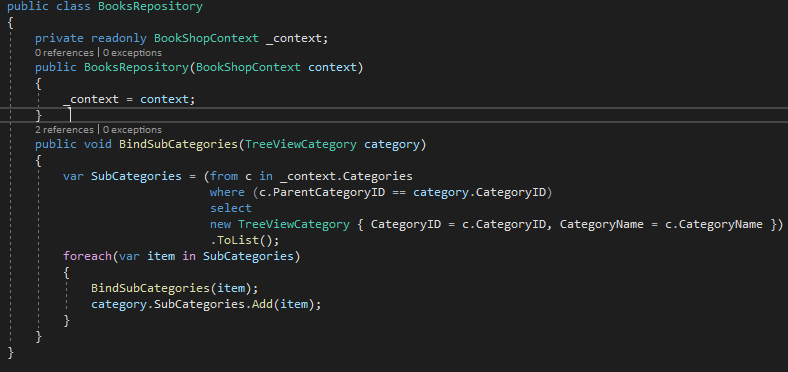 public class BooksRepository
{
    private readonly BookShopContext _context;
    0 references | 0 exceptions
    public BooksRepository(BookShopContext context)
    {
        _context = context;
    }
    2 references | 0 exceptions
    public void BindSubCategories(TreeViewCategory category)
    {
        var SubCategories = (from c in _context.Categories
                             where (c.ParentCategoryID == category.CategoryID)
                             select
                             new TreeViewCategory { CategoryID = c.CategoryID, CategoryName = c.CategoryName })
                             .ToList();
        foreach(var item in SubCategories)
        {
            BindSubCategories(item);
            category.SubCategories.Add(item);
        }
    }
}